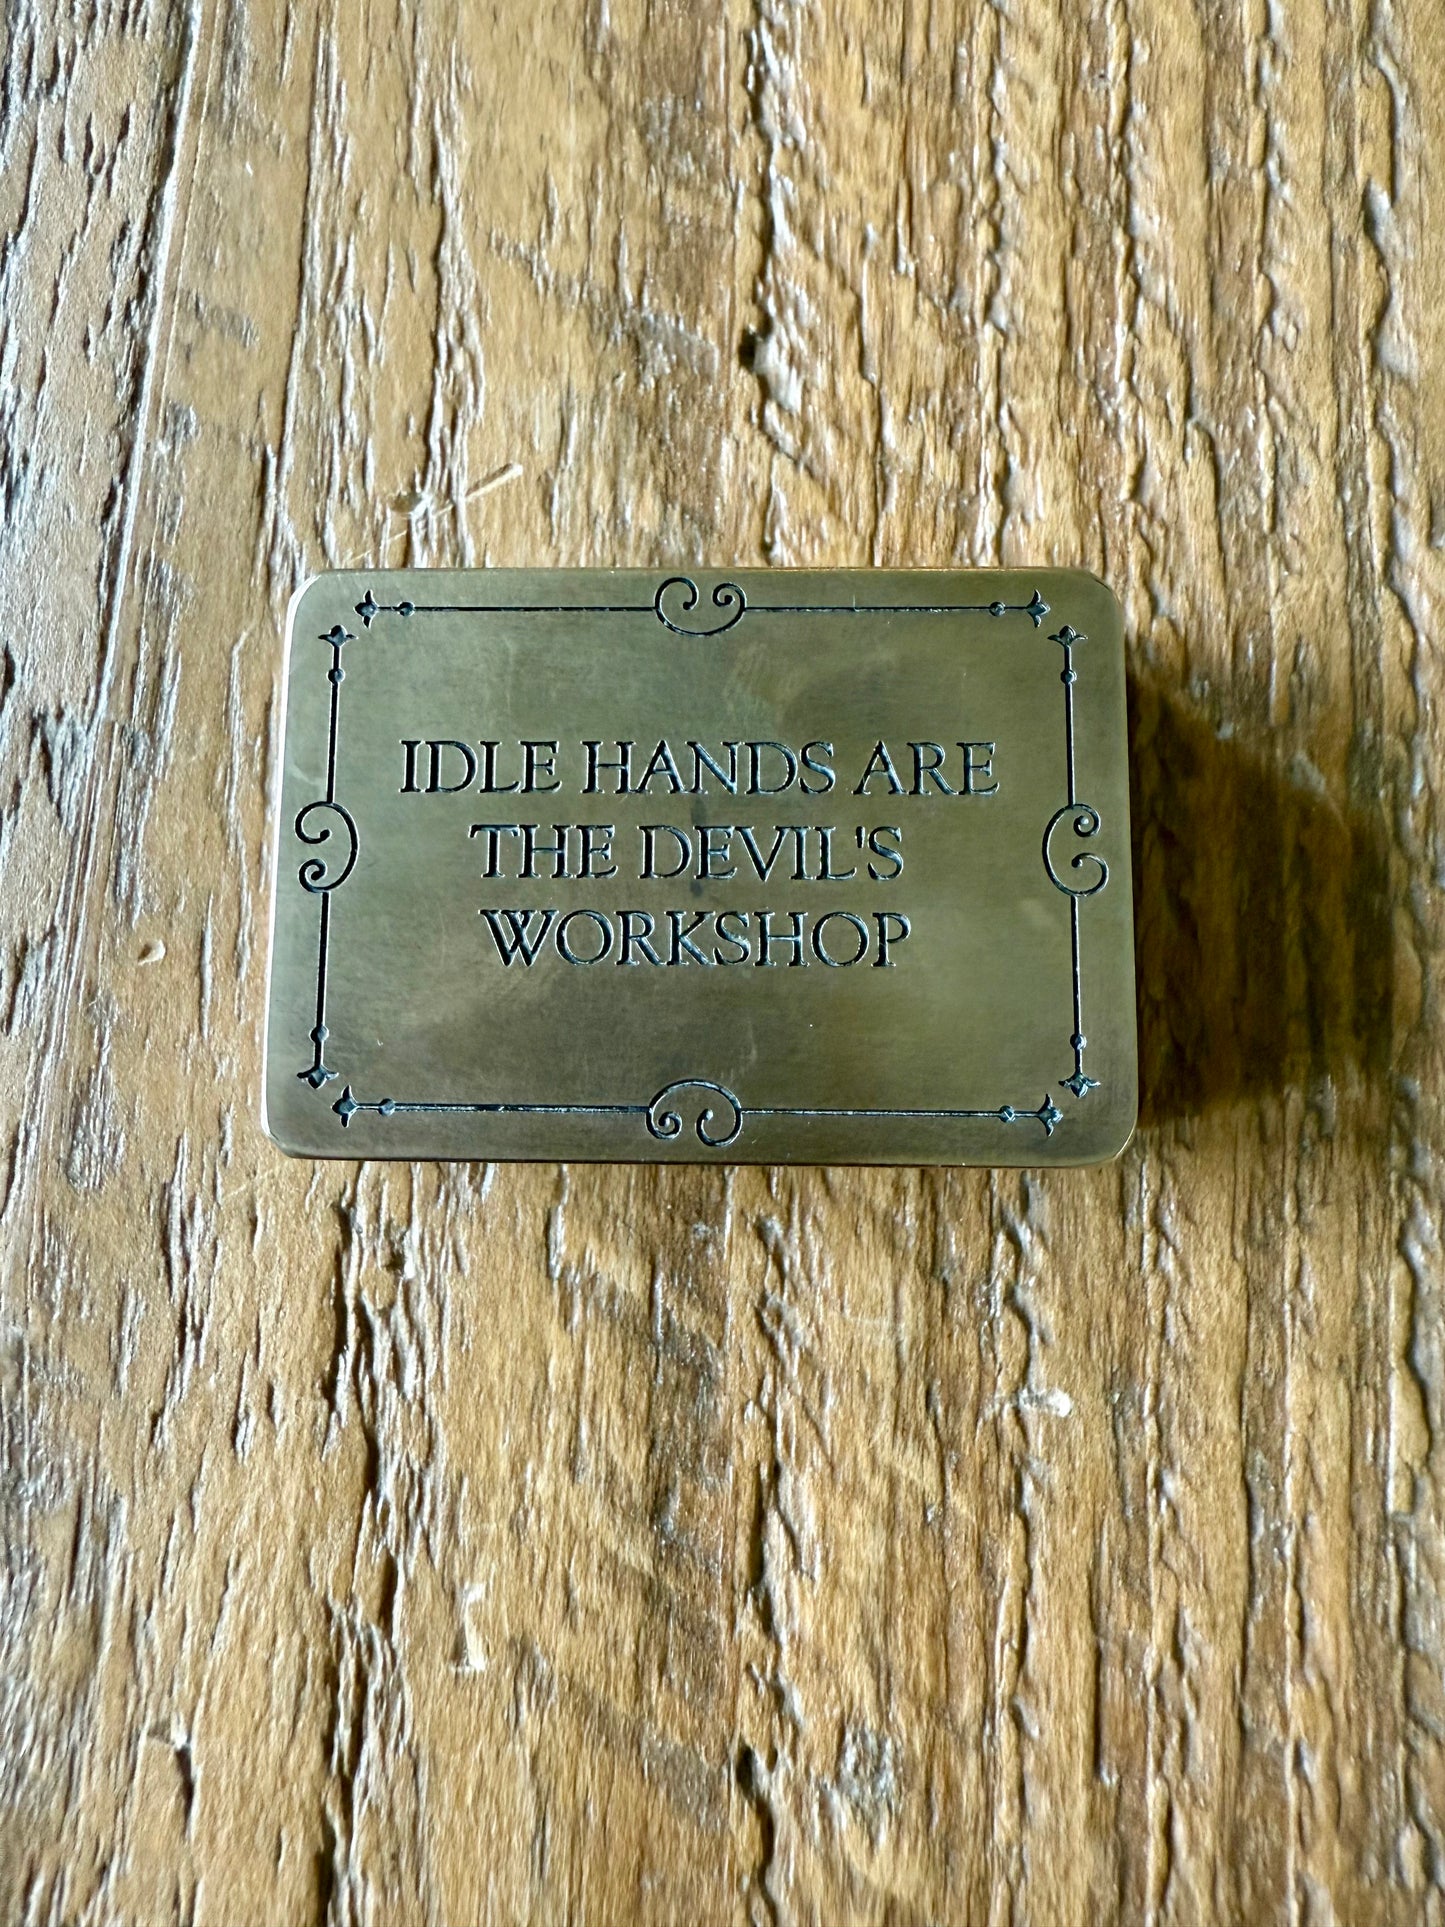 IDLE HANDS ARE
THE DEVIL'S
WORKSHOP